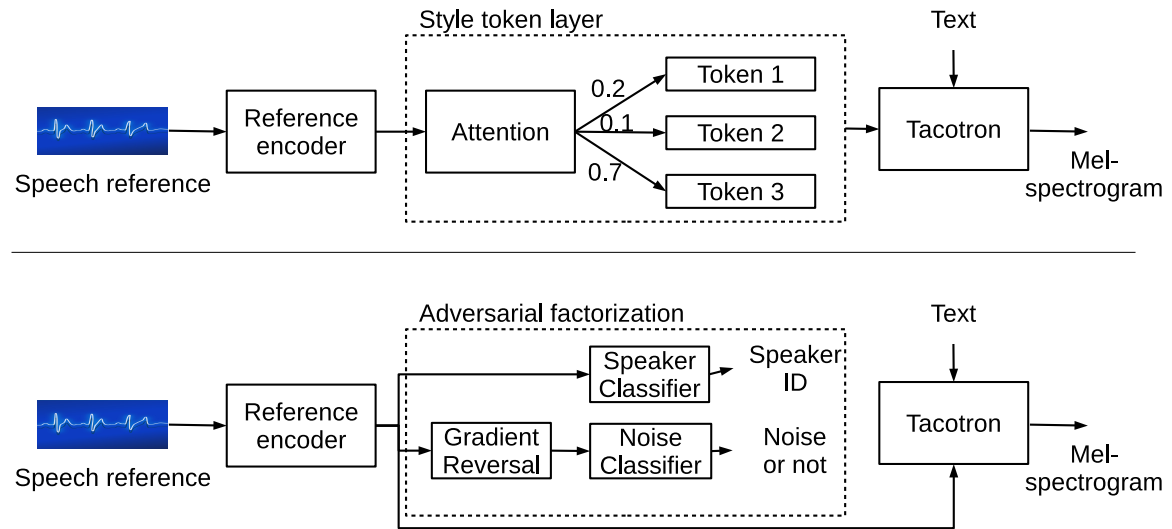 Style token layer
Text
Speech reference
Reference
encoder
Attention
0.2
0.1
0.7
Token 1
Token 2
Token 3
Tacotron
Mel-
spectrogram
Adversarial factorization
Text
Speech reference
Reference
encoder
Speaker
Classifier
Speaker
ID
Gradient
Reversal
Noise
Classifier
Noise
or not
Tacotron
Mel-
spectrogram